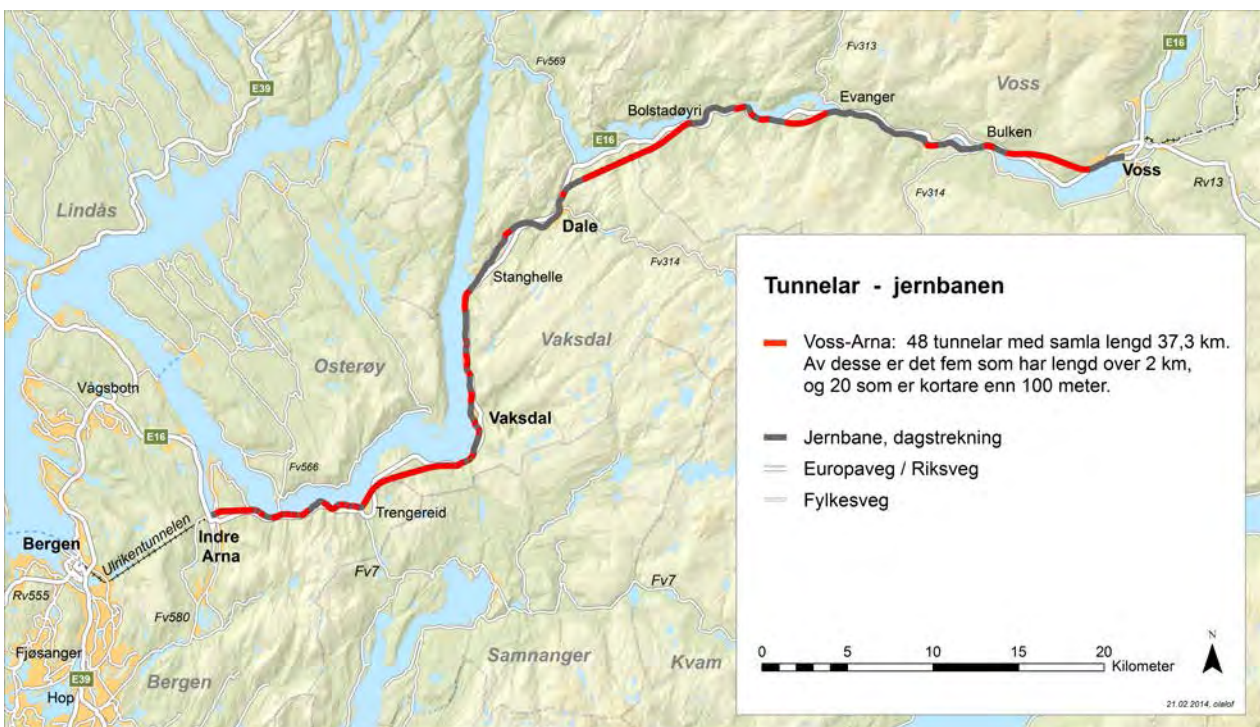 Fv313
E16
E39
Fv569
Voss
Bolstadøyri
Evanger
E16
Bulken
Voss
Rv13
Fv314
Lindås
Dale
Fv314
Stanghelle
Vaksdal
Osterøy
Vågsbotn
Vaksdal
E16
Fv566
Trengereid
Indre
Arna
Ulrikentunnelen
Bergen
Rv555
Fv580
Fv7
Fv7
Fjøsanger
Samnanger
Kvam
E39
Bergen
Hop
Tunnelar - jernbanen
Voss-Arna: 48 tunnelar med samla lengd 37,3 km.
Av desse er det fem som har lengd over 2 km,
og 20 som er kortare enn 100 meter.
Jernbane, dagstrekning
Europaveg / Riksveg
Fylkesveg
N
0 5 10 15 20
Kilometer
21.02.2014, olalof